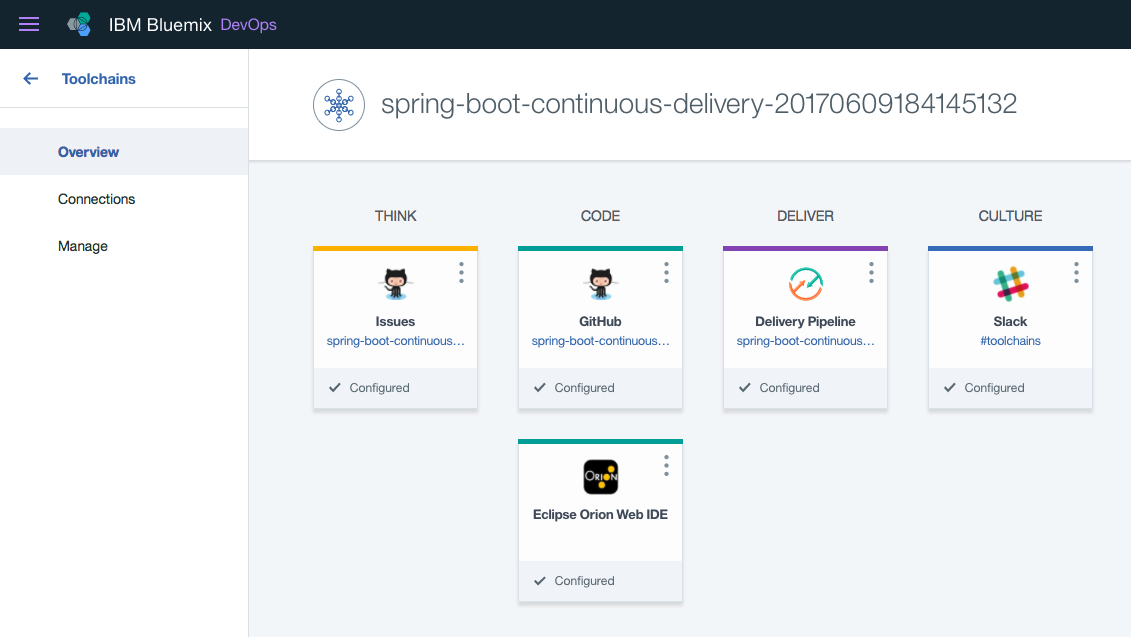 IBM Bluemix DevOps
Toolchains
Overview
Connections
Manage
spring-boot-continuous-delivery-20170609184145132
THINK
CODE
DELIVER
CULTURE
Issues
spring-boot-continuous...
Configured
GitHub
spring-boot-continuous...
Configured
Delivery Pipeline
spring-boot-continuous...
Configured
Slack
#toolchains
Configured
ORION
Eclipse Orion Web IDE
Configured